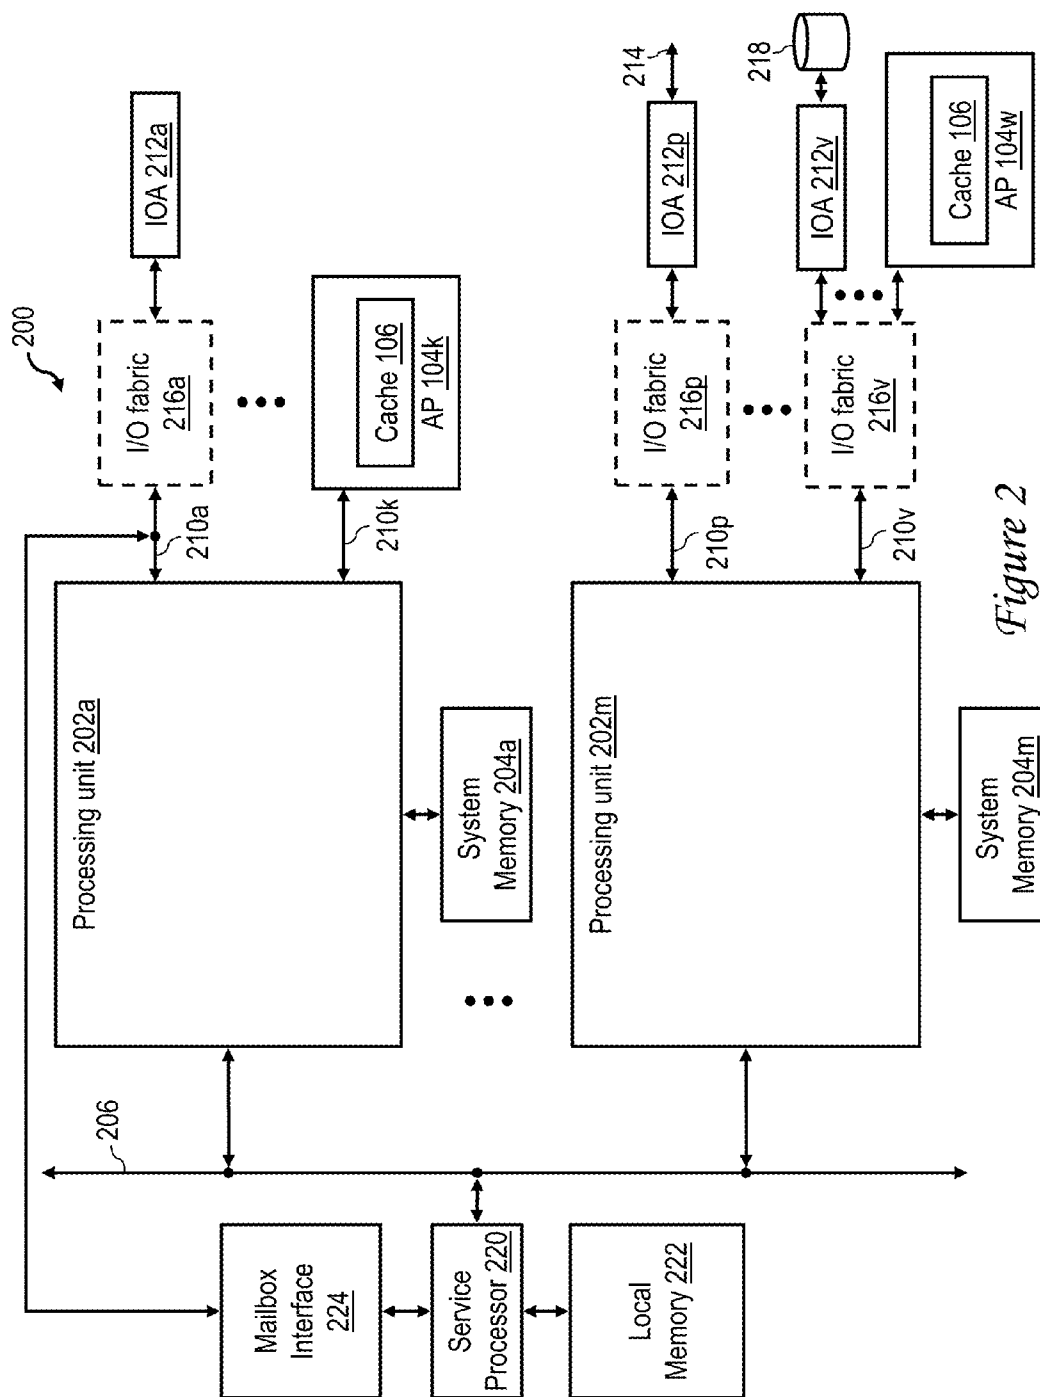 200
206
Mailbox
Interface
224
Service
Processor 220
Local
Memory 222
Processing unit 202a
System
Memory 204a
Processing unit 202m
System
Memory 204m
210a
I/O fabric
216a
IOA 212a
210k
Cache 106
AP 104k
210p
I/O fabric
216p
IOA 212p
214
210v
I/O fabric
216v
IOA 212v
218
Cache 106
AP 104w
Figure 2